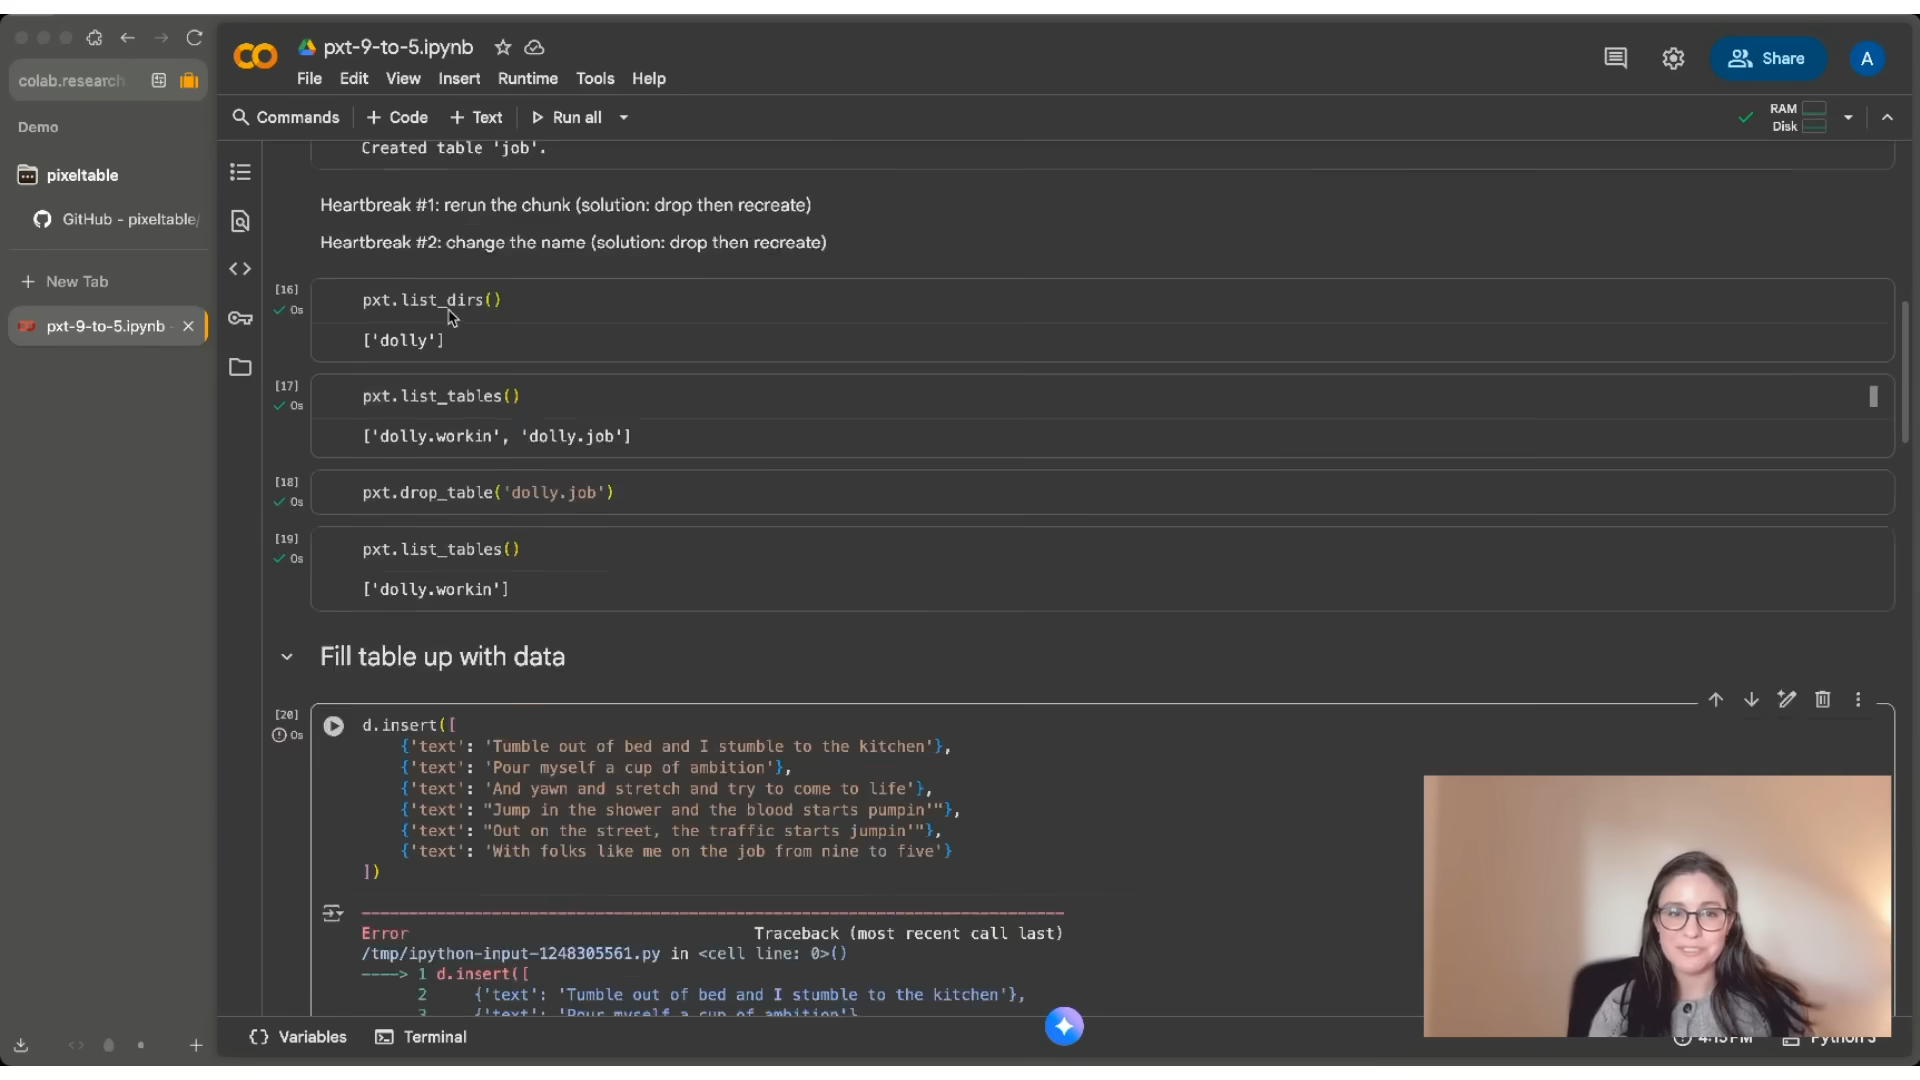 pxt-9-to-5.ipynb
File Edit View Insert Runtime Tools Help
Share
A
colab.research
Commands + Code + Text Run all
RAM
Disk
Demo
pixeltable
GitHub - pixeltable/
+ New Tab
pxt-9-to-5.ipynb
Created table 'job'.
Heartbreak #1: rerun the chunk (solution: drop then recreate)
Heartbreak #2: change the name (solution: drop then recreate)
[16]
0s
pxt.list_dirs()
['dolly']
[17]
0s
pxt.list_tables()
['dolly.workin', 'dolly.job']
[18]
0s
pxt.drop_table('dolly.job')
[19]
0s
pxt.list_tables()
['dolly.workin']
Fill table up with data
[20]
0s
d.insert([
{'text': 'Tumble out of bed and I stumble to the kitchen'},
{'text': 'Pour myself a cup of ambition'},
{'text': 'And yawn and stretch and try to come to life'},
{'text': "Jump in the shower and the blood starts pumpin'"},
{'text': "Out on the street, the traffic starts jumpin'"},
{'text': 'With folks like me on the job from nine to five'}
])
Error Traceback (most recent call last)
/tmp/ipython-input-1248305561.py in <cell line: 0>()
----> 1 d.insert([
2 {'text': 'Tumble out of bed and I stumble to the kitchen'},
3 {'text': 'Pour myself a cup of ambition'},
Variables Terminal
4:15 PM Python 3